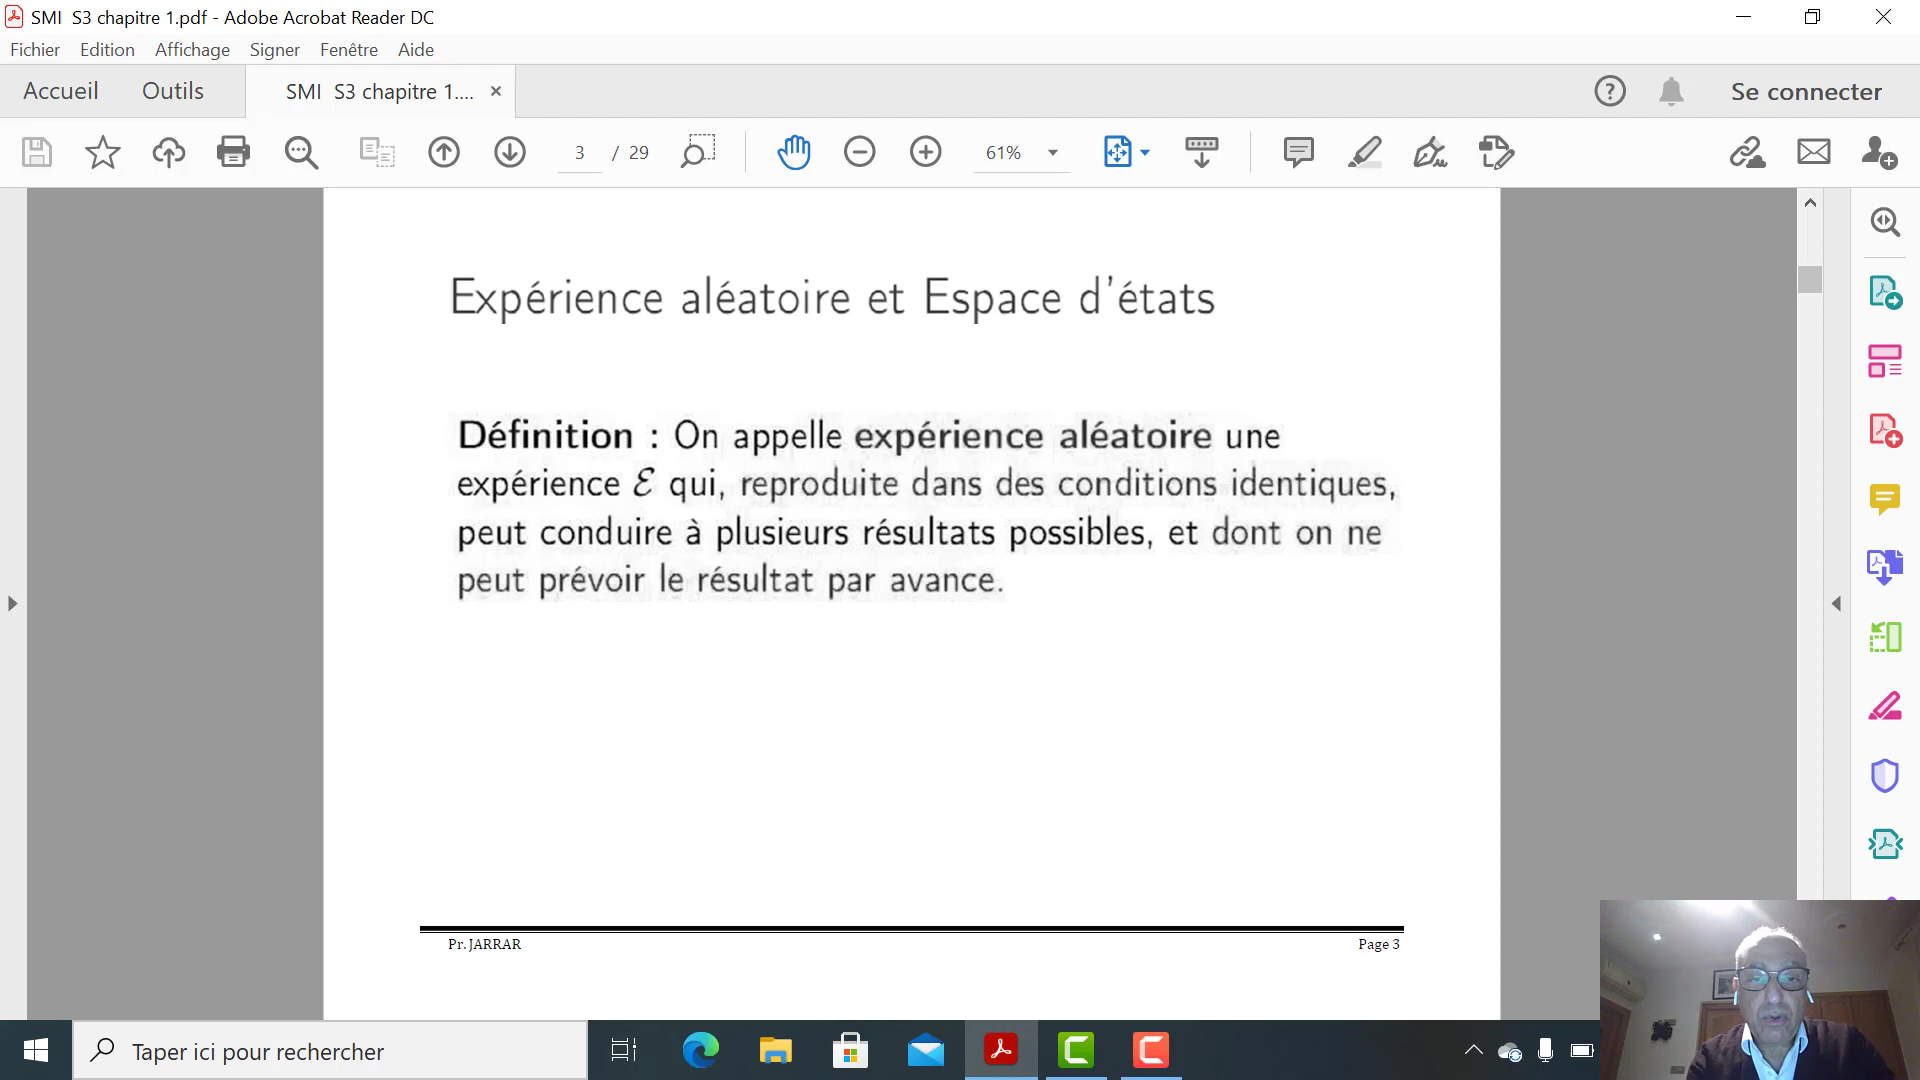 SMI S3 chapitre 1.pdf - Adobe Acrobat Reader DC
Fichier Edition Affichage Signer Fenêtre Aide
Accueil Outils SMI S3 chapitre 1.... × Se connecter
3 / 29 61%
Expérience aléatoire et Espace d'états
Définition : On appelle expérience aléatoire une
expérience ℰ qui, reproduite dans des conditions identiques,
peut conduire à plusieurs résultats possibles, et dont on ne
peut prévoir le résultat par avance.
Pr.JARRAR Page 3
Taper ici pour rechercher